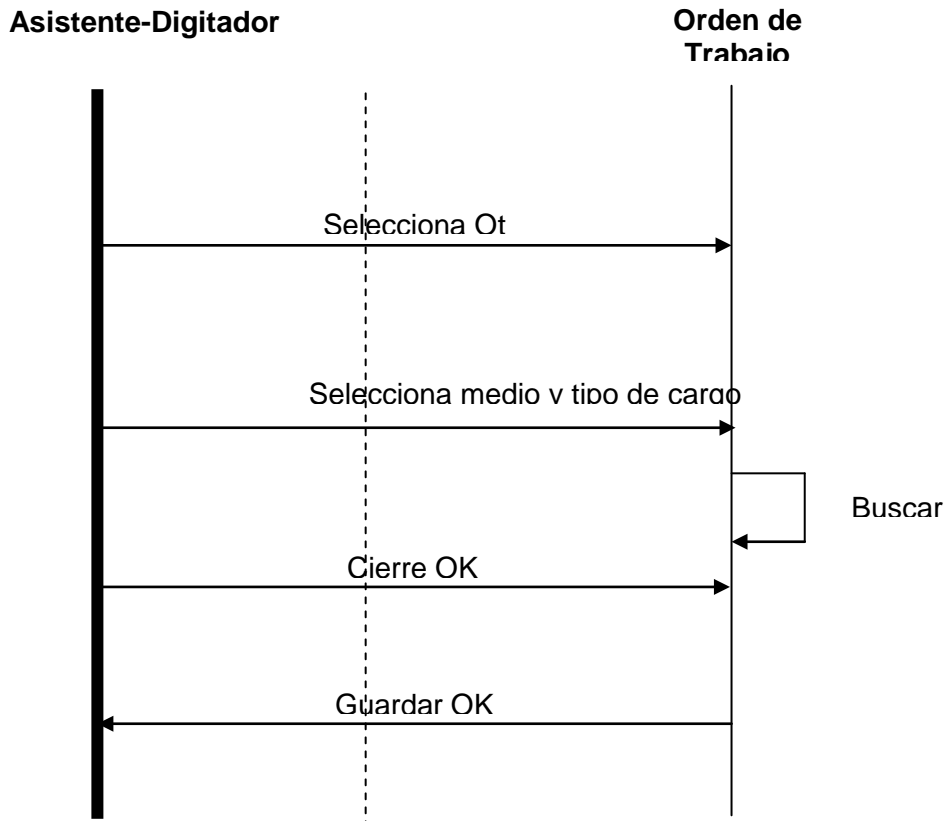 Asistente-Digitador
Orden de
Trabajo
Selecciona Ot
Selecciona medio y tipo de cargo
Buscar
Cierre OK
Guardar OK